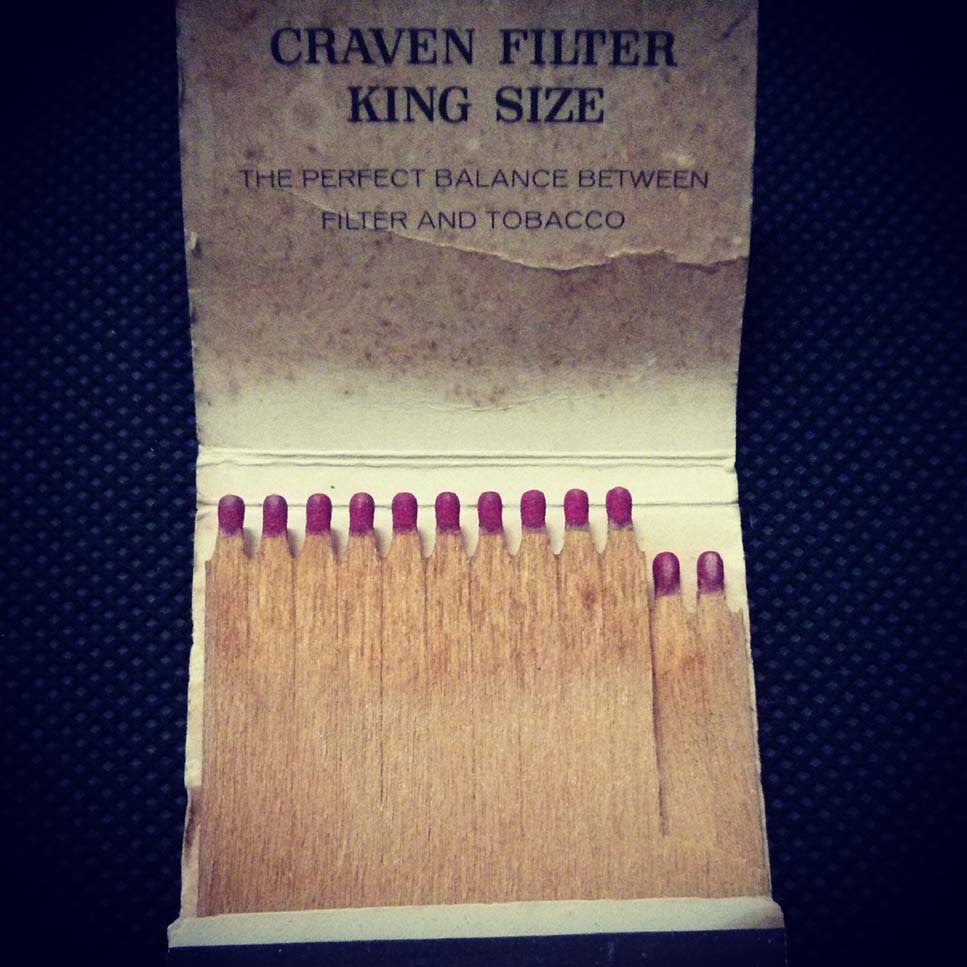 CRAVEN FILTER
KING SIZE
THE PERFECT BALANCE BETWEEN
FILTER AND TOBACCO